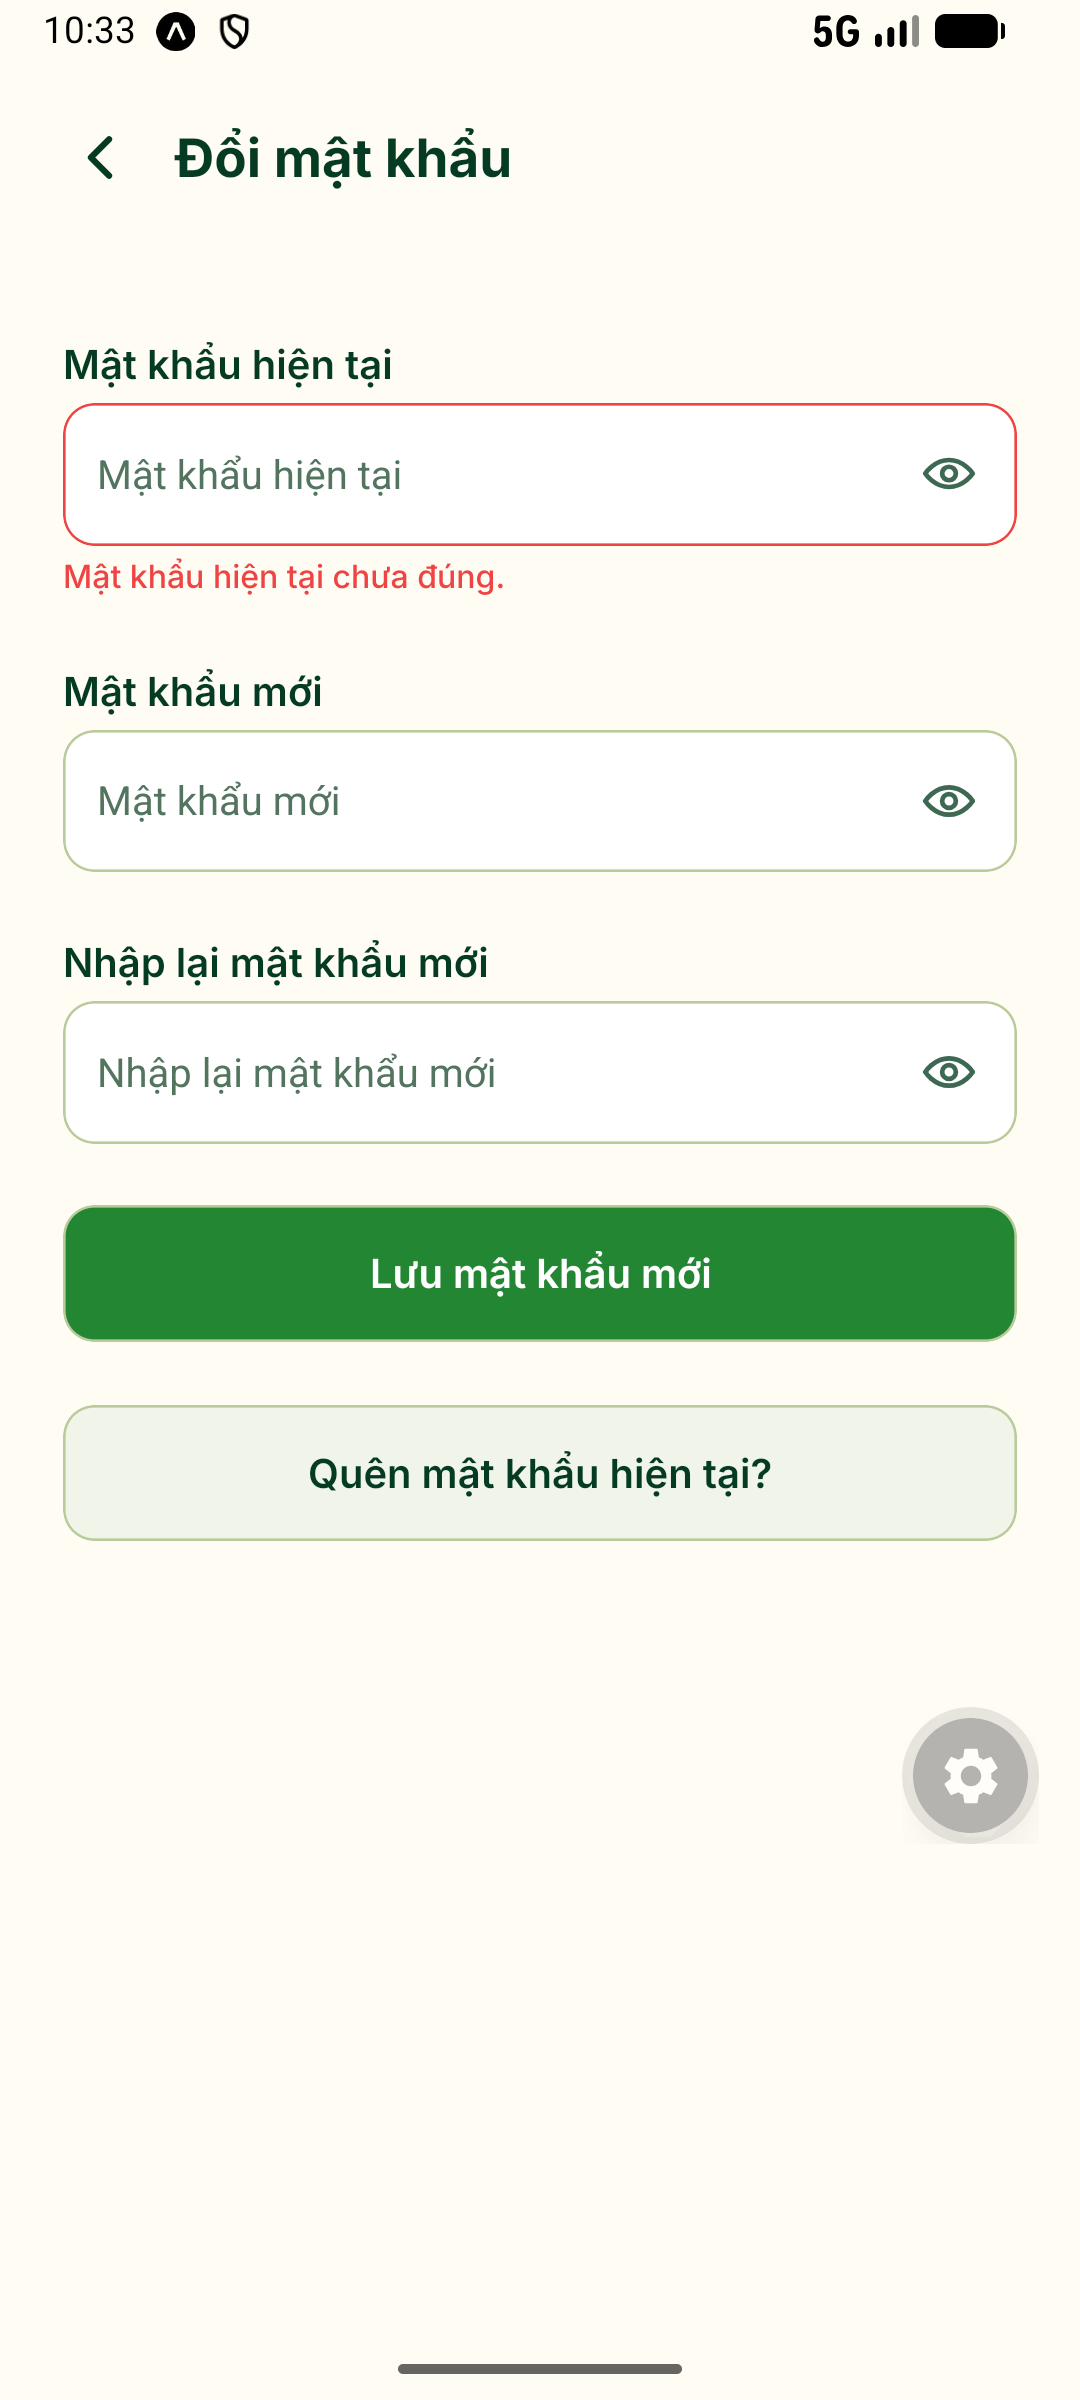 10:33
5G
Đổi mật khẩu
Mật khẩu hiện tại
Mật khẩu hiện tại
Mật khẩu hiện tại chưa đúng.
Mật khẩu mới
Mật khẩu mới
Nhập lại mật khẩu mới
Nhập lại mật khẩu mới
Lưu mật khẩu mới
Quên mật khẩu hiện tại?